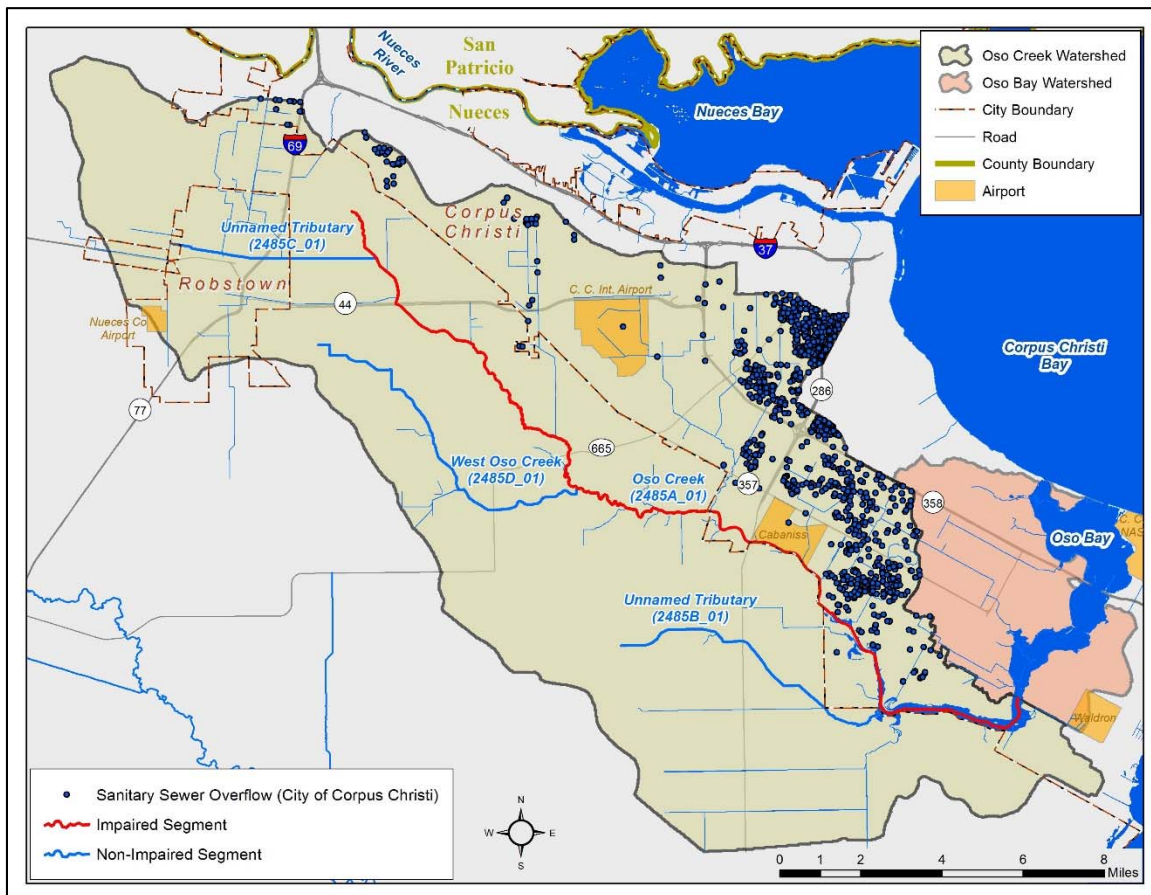 Nueces
River
San
Patricio
Nueces
Nueces Bay
Oso Creek Watershed
Oso Bay Watershed
City Boundary
Road
County Boundary
Airport
69
Corpus
Christi
37
Unnamed Tributary
(2485C_01)
Robstown
44
C. C. Int. Airport
Nueces Co
Airport
Corpus Christi
Bay
286
77
665
West Oso Creek
(2485D_01)
Oso Creek
(2485A_01)
357
358
Cabaniss
Oso Bay
C. C.
NAS
Unnamed Tributary
(2485B_01)
Waldron
Sanitary Sewer Overflow (City of Corpus Christi)
Impaired Segment
Non-Impaired Segment
N
W E
S
0 1 2 4 6 8
Miles